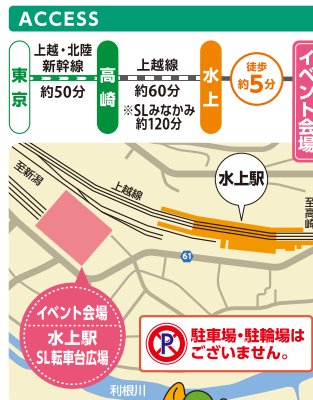 ACCESS
東京
上越・北陸
新幹線
約50分
高崎
上越線
約60分
※SLみなかみ
約120分
水上
徒歩
約5分
イベント会場
至新潟
上越線
水上駅
至高崎
61
イベント会場
水上駅
SL転車台広場
P
駐車場・駐輪場は
ございません。
利根川